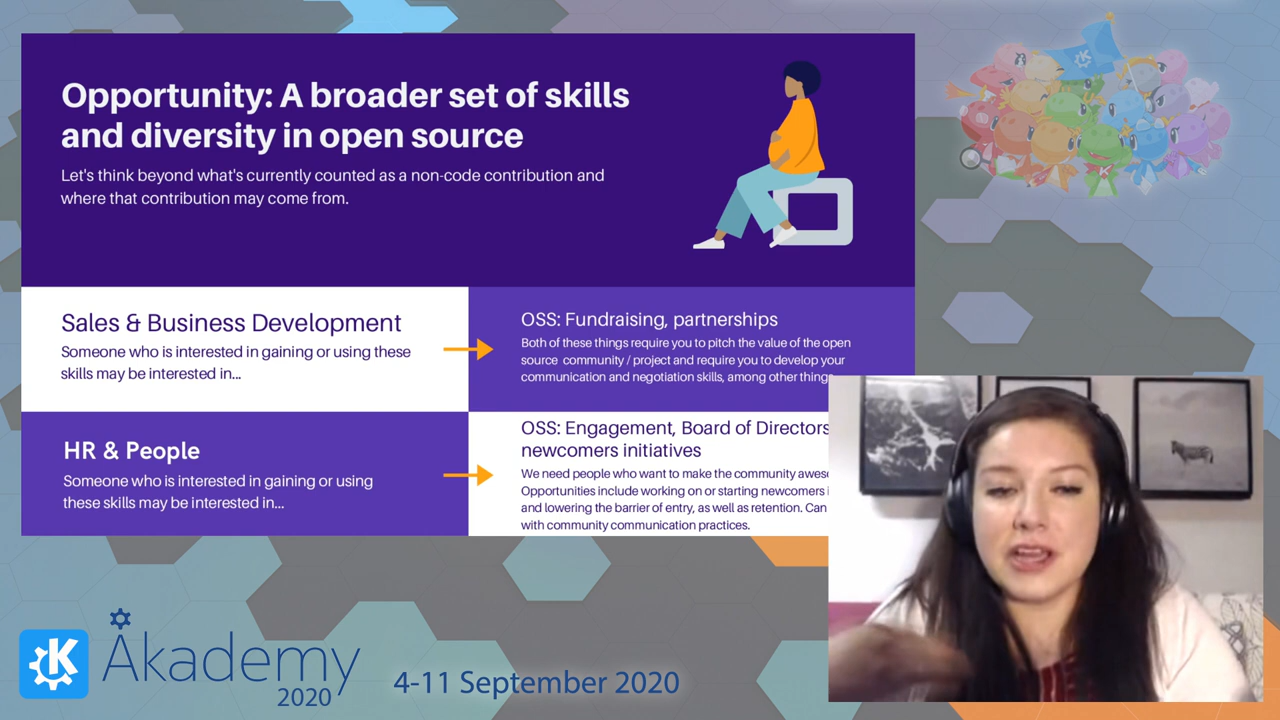 Opportunity: A broader set of skills
and diversity in open source
Let's think beyond what's currently counted as a non-code contribution and
where that contribution may come from.
Sales & Business Development
Someone who is interested in gaining or using these
skills may be interested in...
OSS: Fundraising, partnerships
Both of these things require you to pitch the value of the open
source community / project and require you to develop your
communication and negotiation skills, among other things
HR & People
Someone who is interested in gaining or using
these skills may be interested in...
OSS: Engagement, Board of Directors
newcomers initiatives
We need people who want to make the community
Opportunities include working on or starting newcomers
and lowering the barrier of entry, as well as retention. Can
with community communication practices.
K
Akademy
2020
4-11 September 2020